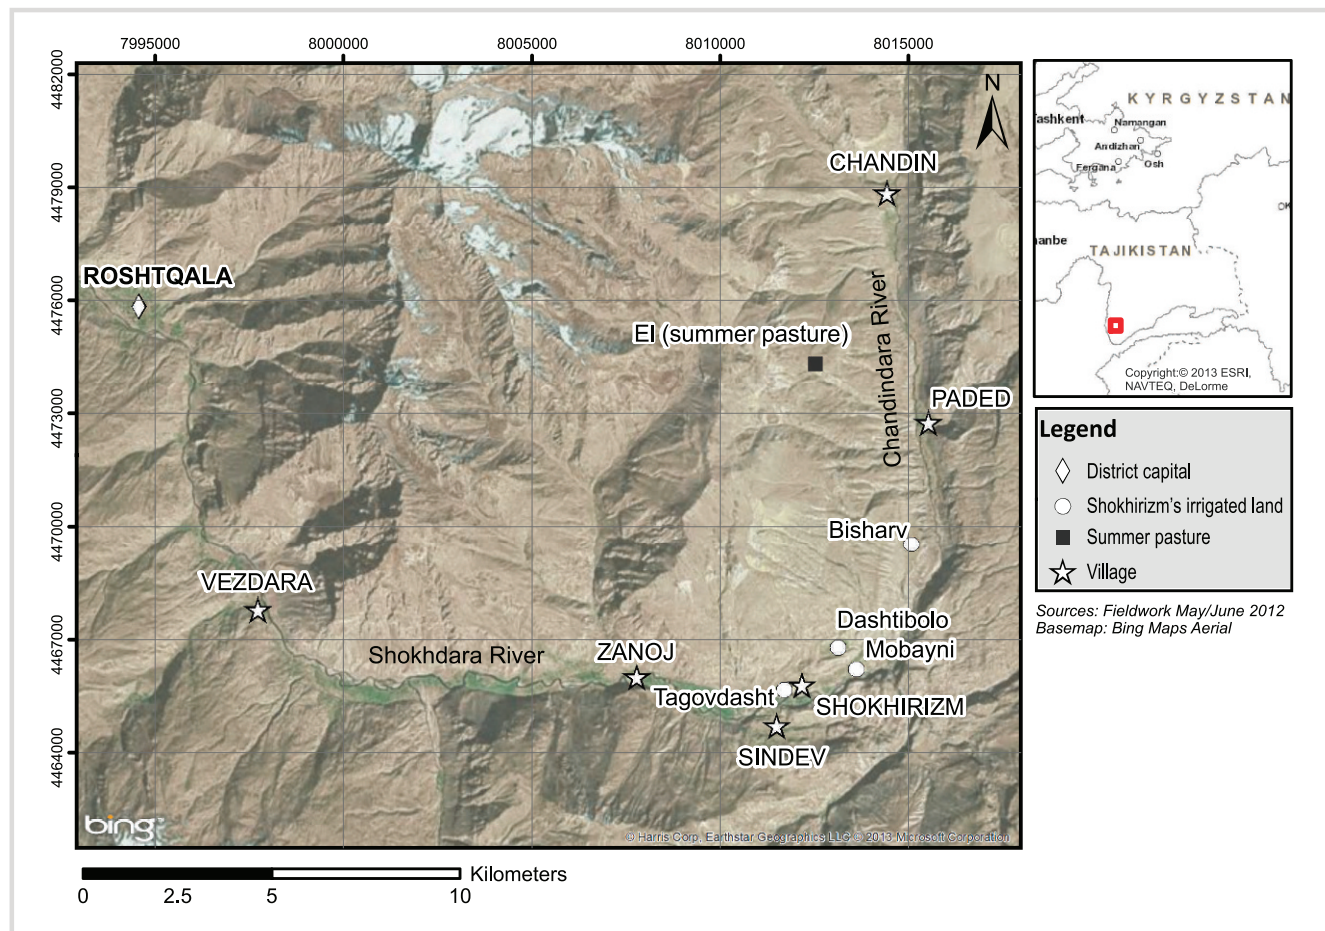 7995000
8000000
8005000
8010000
8015000
4482000
4479000
4476000
4473000
4470000
4467000
4464000
N
CHANDIN
ROSHTQALA
El (summer pasture)
Chandindara River
PADED
Bisharv
VEZDARA
Dashtibolo
Mobayni
Shokhdara River
ZANOJ
Tagovdasht
SHOKHIRIZM
SINDEV
bing
© Harris Corp, Earthstar Geographics LLC © 2013 Microsoft Corporation
0
2.5
5
10
Kilometers
KYRGYZSTAN
ashkent
Namangan
Andizhan
Fergana
Osh
anbe
TAJIKISTAN
Copyright:© 2013 ESRI,
NAVTEQ, DeLorme
Legend
District capital
Shokhirizm's irrigated land
Summer pasture
Village
Sources: Fieldwork May/June 2012
Basemap: Bing Maps Aerial